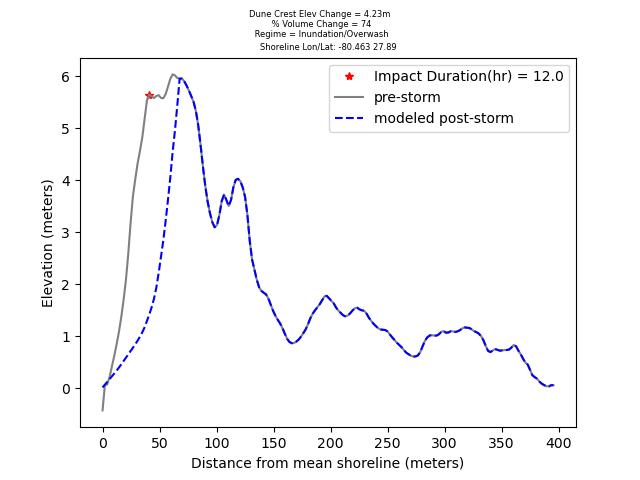 Dune Crest Elev Change = 4.23m
% Volume Change = 74
Regime = Inundation/Overwash
Shoreline Lon/Lat: -80.463 27.89
Impact Duration(hr) = 12.0
pre-storm
modeled post-storm
Elevation (meters)
6
5
4
3
2
1
0
0 50 100 150 200 250 300 350 400
Distance from mean shoreline (meters)